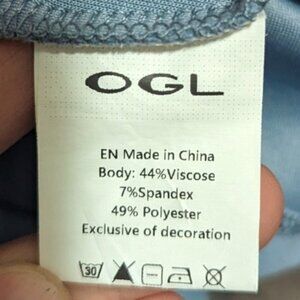 OGL
EN Made in China
Body: 44%Viscose
7%Spandex
49% Polyester
Exclusive of decoration
30